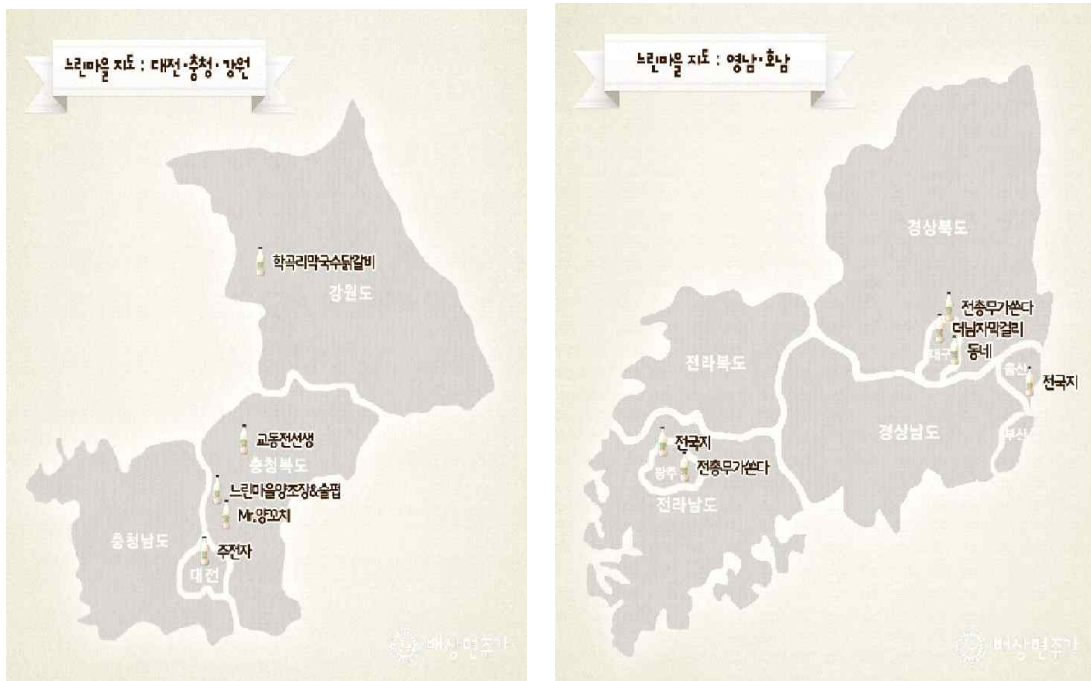 느린마을 지도 : 대전·충청·강원
학곡리막국수닭갈비
강원도
교동전선생
충청북도
느린마을양조장&술펍
Mr.양꼬치
충청남도
주전자
대전
배상면주가
느린마을 지도 : 영남·호남
경상북도
전충무가쏜다
더남자막걸리
대구
동네
울산
전국지
전라북도
경상남도
부산
전국지
광주
전충무가쏜다
전라남도
배상면주가